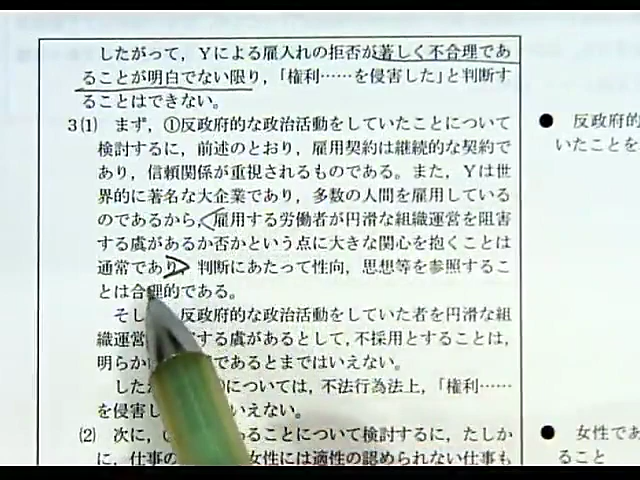 したがって，Ｙによる雇入れの拒否が著しく不合理であ
ることが明白でない限り，「権利……を侵害した」と判断す
ることはできない。
3⑴ まず，①反政府的な政治活動をしていたことについて
検討するに，前述のとおり，雇用契約は継続的な契約で
あり，信頼関係が重視されるものである。また，Ｙは世
界的に著名な大企業であり，多数の人間を雇用している
のであるから，雇用する労働者が円滑な組織運営を阻害
する虞があるか否かという点に大きな関心を抱くことは
通常であり，判断にあたって性向，思想等を参照するこ
とは合理的である。
そし 反政府的な政治活動をしていた者を円滑な組
織運営 する虞があるとして，不採用とすることは，
明らか であるとまではいえない。
した については，不法行為法上，「権利……
を侵害し いえない。
⑵ 次に， あることについて検討するに，たしか
に，仕事の 女性には適性の認められない仕事も
● 反政府的
いたことを
● 女性であ
ること